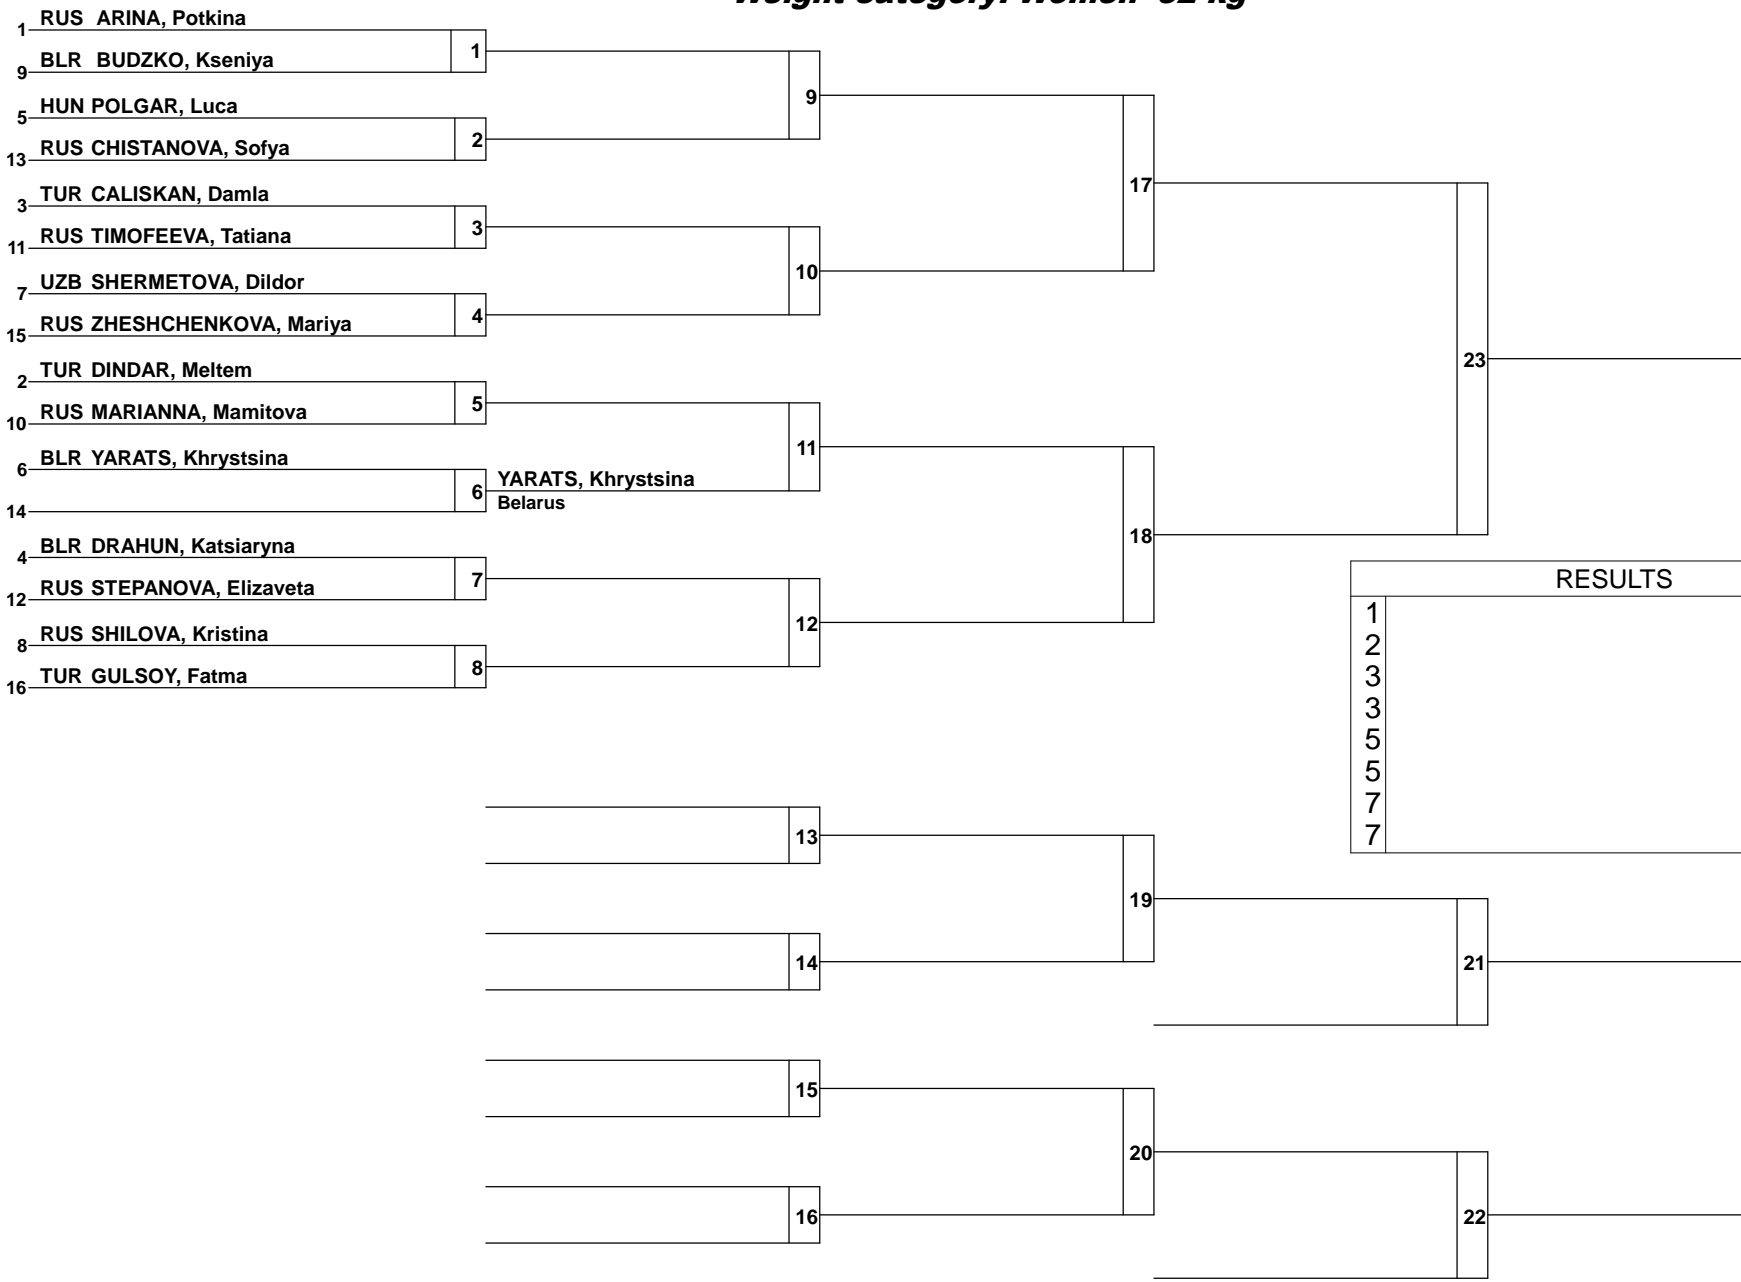 Weight category: Women -52 kg
1 RUS ARINA, Potkina
9 BLR BUDZKO, Kseniya
1
5 HUN POLGAR, Luca
13 RUS CHISTANOVA, Sofya
2
9
3 TUR CALISKAN, Damla
11 RUS TIMOFEEVA, Tatiana
3
7 UZB SHERMETOVA, Dildor
15 RUS ZHESHCHENKOVA, Mariya
4
10
17
2 TUR DINDAR, Meltem
10 RUS MARIANNA, Mamitova
5
6 BLR YARATS, Khrystsina
14
6
YARATS, Khrystsina
Belarus
11
4 BLR DRAHUN, Katsiaryna
12 RUS STEPANOVA, Elizaveta
7
8 RUS SHILOVA, Kristina
16 TUR GULSOY, Fatma
8
12
18
23
RESULTS
1
2
3
3
5
5
7
7
13
14
19
21
15
16
20
22